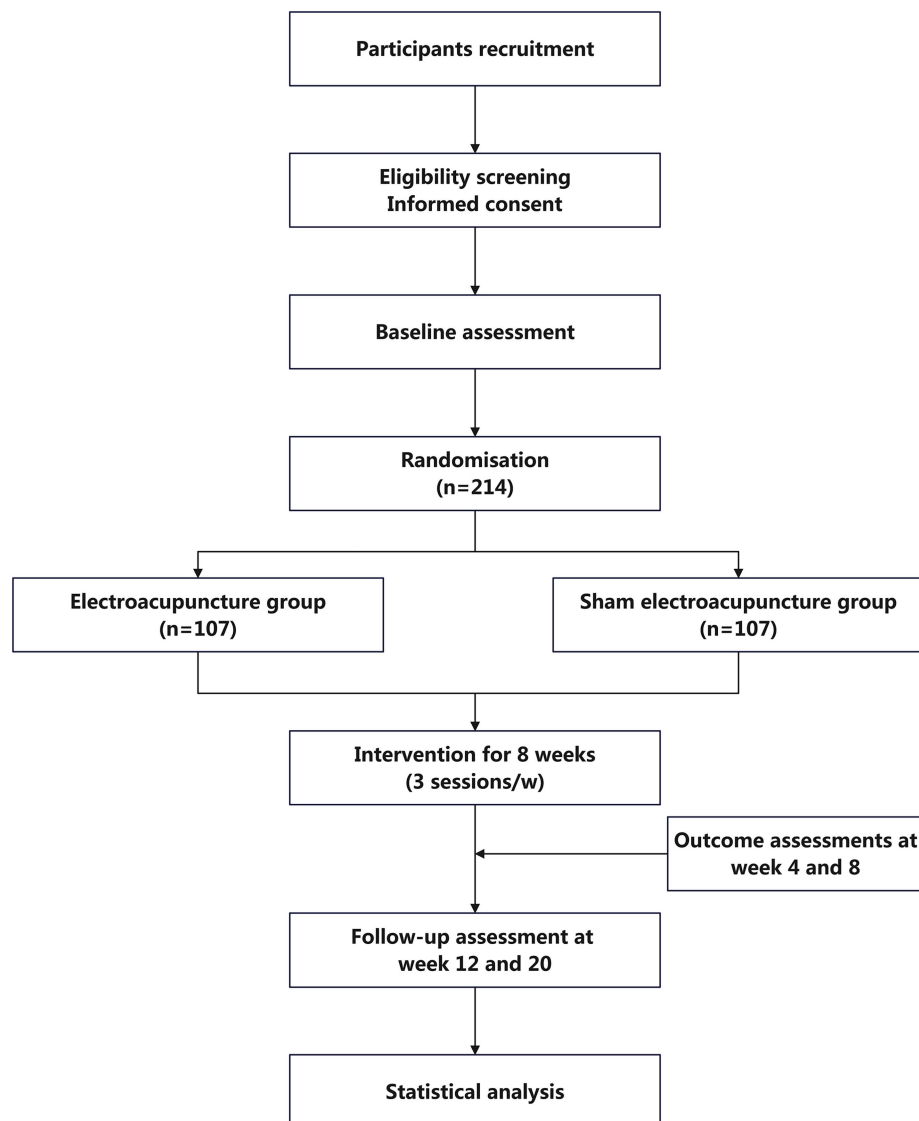 Participants recruitment
Eligibility screening
Informed consent
Baseline assessment
Randomisation
(n=214)
Electroacupuncture group
(n=107)
Sham electroacupuncture group
(n=107)
Intervention for 8 weeks
(3 sessions/w)
Outcome assessments at
week 4 and 8
Follow-up assessment at
week 12 and 20
Statistical analysis